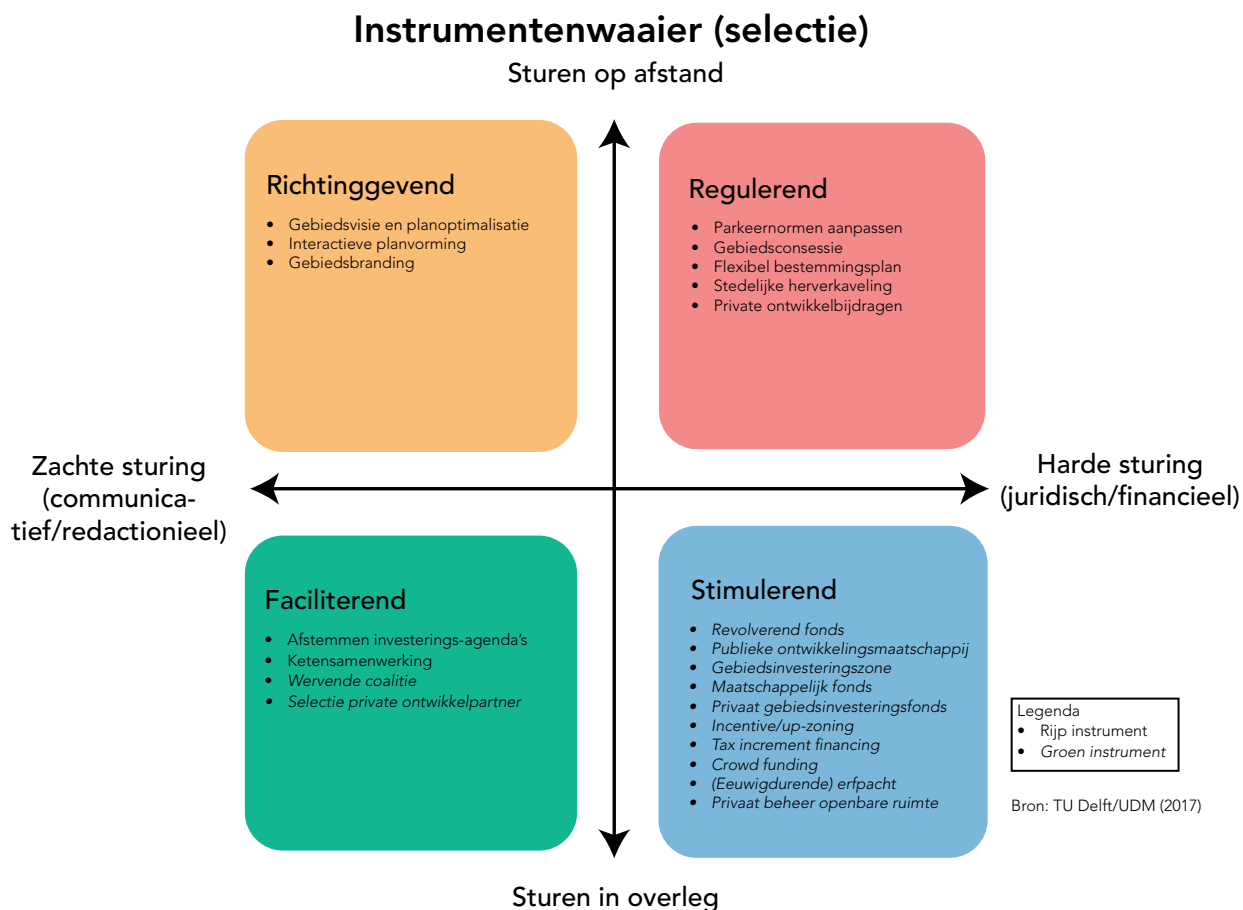 Instrumentenwaaier (selectie)
Sturen op afstand
Richtinggevend
• Gebiedsvisie en planoptimalisatie
• Interactieve planvorming
• Gebiedsbranding
Regulerend
• Parkeernormen aanpassen
• Gebiedsconsessie
• Flexibel bestemmingsplan
• Stedelijke herverkaveling
• Private ontwikkelbijdragen
Zachte sturing
(communica-
tief/redactionieel)
Harde sturing
(juridisch/financieel)
Faciliterend
• Afstemmen investerings-agenda's
• Ketensamenwerking
• Wervende coalitie
• Selectie private ontwikkelpartner
Stimulerend
• Revolverend fonds
• Publieke ontwikkelingsmaatschappij
• Gebiedsinvesteringszone
• Maatschappelijk fonds
• Privaat gebiedsinvesteringsfonds
• Incentive/up-zoning
• Tax increment financing
• Crowd funding
• (Eeuwigdurende) erfpacht
• Privaat beheer openbare ruimte
Legenda
• Rijp instrument
• Groen instrument
Bron: TU Delft/UDM (2017)
Sturen in overleg